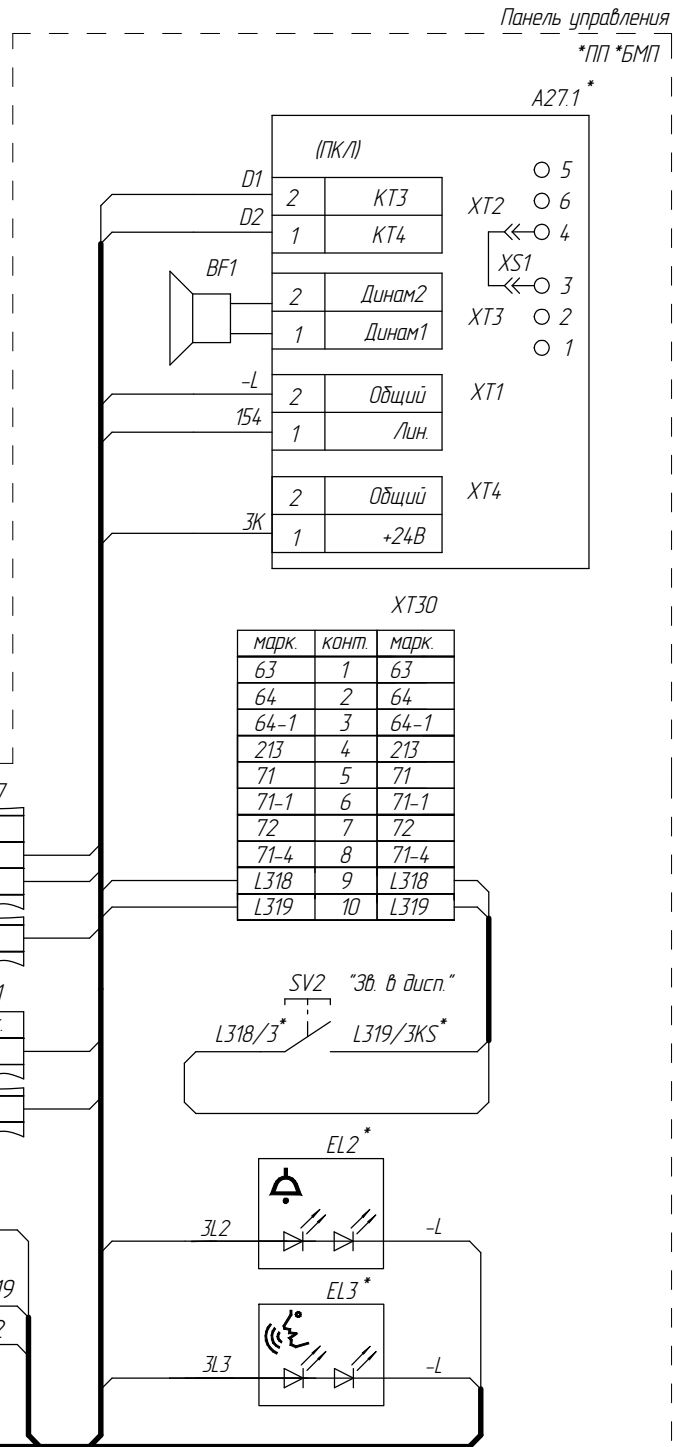 Панель управления
*ПП *БМП
А27.1 *
(ПКЛ)
5
D1
2 КТ3
XT2
6
D2
1 КТ4
4
BF1
XS1
2 Динам2
3
1 Динам1
XT3
2
1
-L
2 Общий
XT1
154
1 Лин.
2 Общий
XT4
3К
1 +24В
XT30
марк. конт. марк.
63 1 63
64 2 64
64-1 3 64-1
213 4 213
71 5 71
71-1 6 71-1
72 7 72
71-4 8 71-4
L318 9 L318
L319 10 L319
SV2 "Зв. в дисп."
L318/3* L319/3KS*
EL2 *
3L2 -L
EL3 *
3L3 -L